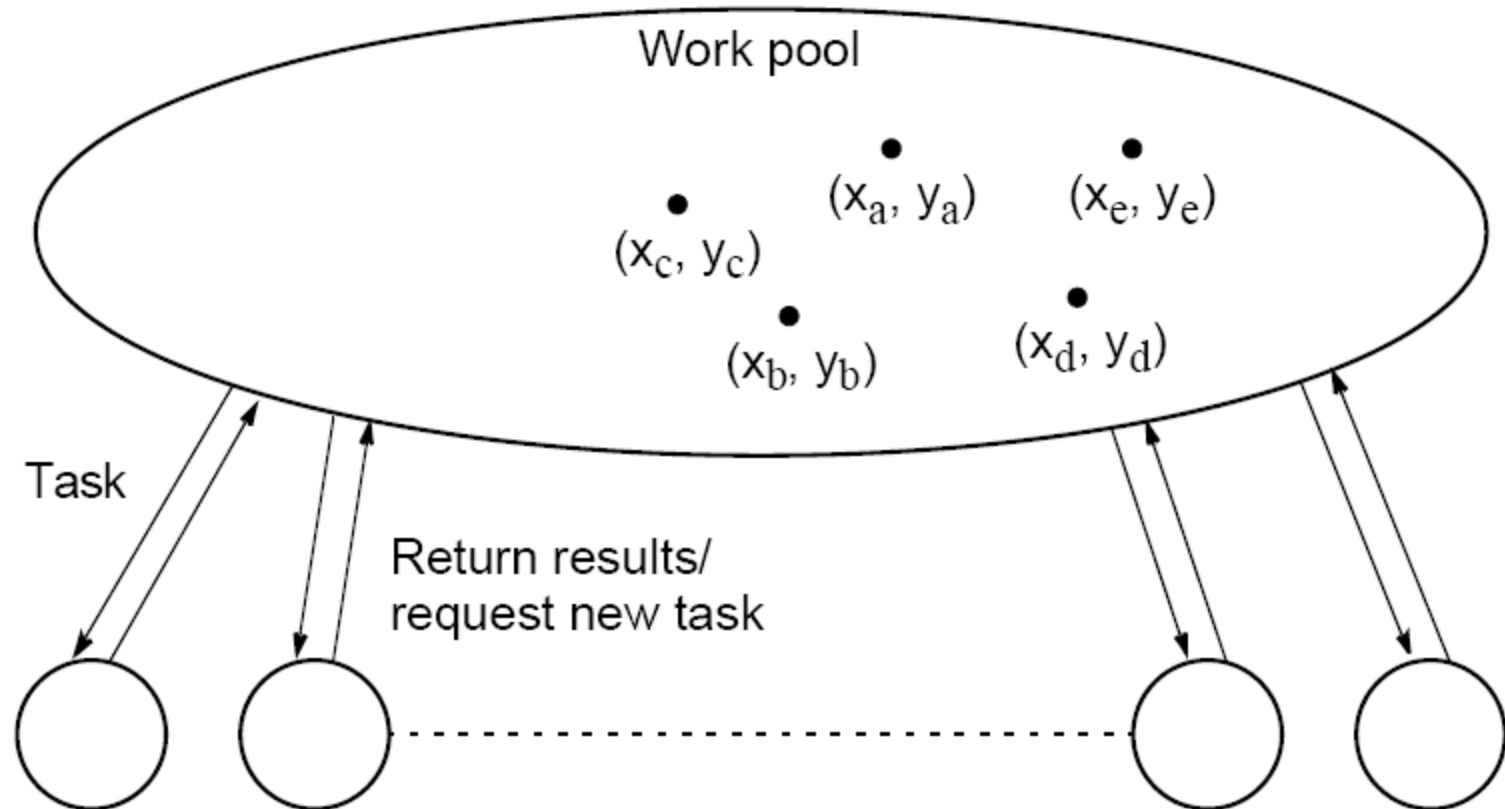 Work pool
(xa, ya)
(xe, ye)
(xc, yc)
(xb, yb)
(xd, yd)
Task
Return results/
request new task